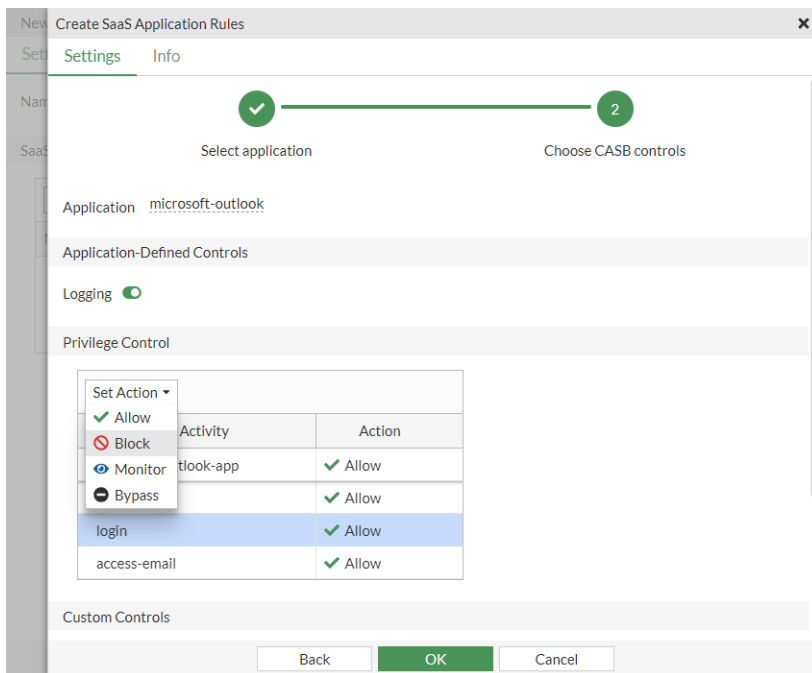 New
Create SaaS Application Rules
Sett
Settings Info
Nam
2
Select application Choose CASB controls
SaaS
Application microsoft-outlook
Application-Defined Controls
Logging
Privilege Control
Set Action
Allow
Activity Action
Block
Monitor
tlook-app Allow
Bypass
Allow
login Allow
access-email Allow
Custom Controls
Back OK Cancel